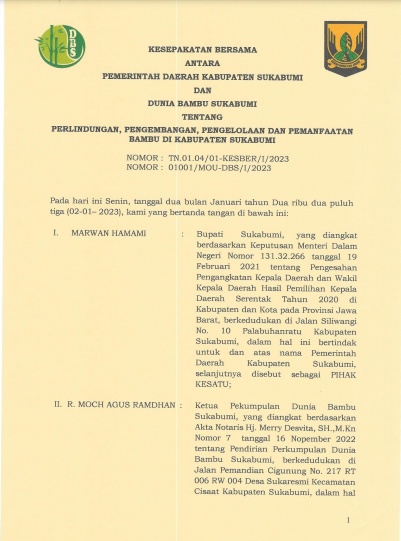 DBS
KESEPAKATAN BERSAMA
ANTARA
PEMERINTAH DAERAH KABUPATEN SUKABUMI
DAN
DUNIA BAMBU SUKABUMI
TENTANG
PERLINDUNGAN, PENGEMBANGAN, PENGELOLAAN DAN PEMANFAATAN
BAMBU DI KABUPATEN SUKABUMI
NOMOR : TN.01.04/01-KESBER/I/2023
NOMOR : 01001/MOU-DBS/I/2023
Pada hari ini Senin, tanggal dua bulan Januari tahun Dua ribu dua puluh
tiga (02-01– 2023), kami yang bertanda tangan di bawah ini:
I. MARWAN HAMAMI : Bupati Sukabumi, yang diangkat
berdasarkan Keputusan Menteri Dalam
Negeri Nomor 131.32.266 tanggal 19
Februari 2021 tentang Pengesahan
Pengangkatan Kepala Daerah dan Wakil
Kepala Daerah Hasil Pemilihan Kepala
Daerah Serentak Tahun 2020 di
Kabupaten dan Kota pada Provinsi Jawa
Barat, berkedudukan di Jalan Siliwangi
No. 10 Palabuhanratu Kabupaten
Sukabumi, dalam hal ini bertindak
untuk dan atas nama Pemerintah
Daerah Kabupaten Sukabumi,
selanjutnya disebut sebagai PIHAK
KESATU;
II. R. MOCH AGUS RAMDHAN : Ketua Pekumpulan Dunia Bambu
Sukabumi, yang diangkat berdasarkan
Akta Notaris Hj. Merry Desvita, SH.,M.Kn
Nomor 7 tanggal 16 Nopember 2022
tentang Pendirian Perkumpulan Dunia
Bambu Sukabumi, berkedudukan di
Jalan Pemandian Cigunung No. 217 RT
006 RW 004 Desa Sukaresmi Kecamatan
Cisaat Kabupaten Sukabumi, dalam hal
1